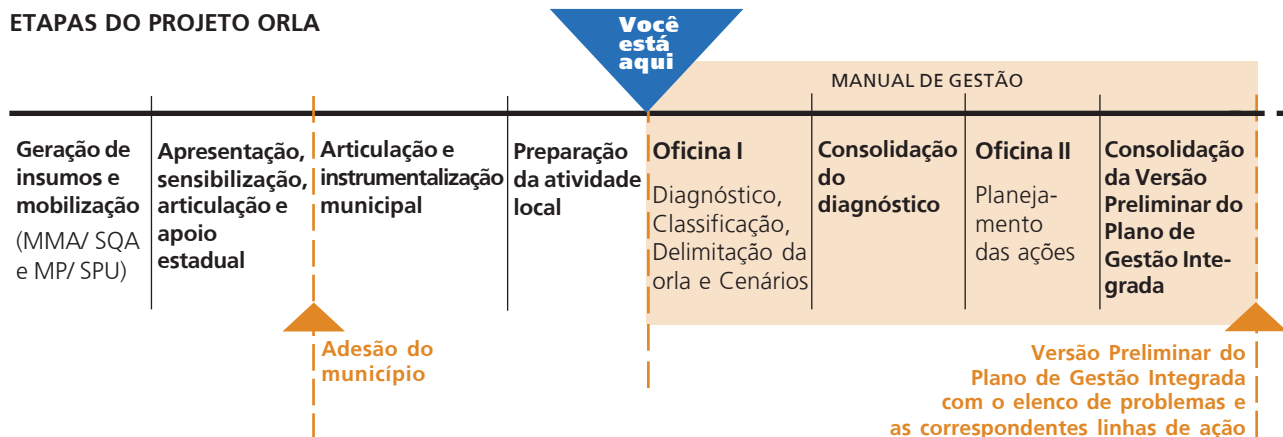 ETAPAS DO PROJETO ORLA
Você
está
aqui
MANUAL DE GESTÃO
Geração de
insumos e
mobilização
(MMA/ SQA
e MP/ SPU)
Apresentação,
sensibilização,
articulação e
apoio
estadual
Articulação e
instrumentalização
municipal
Preparação
da atividade
local
Oficina I
Diagnóstico,
Classificação,
Delimitação da
orla e Cenários
Consolidação
do
diagnóstico
Oficina II
Planeja-
mento
das ações
Consolidação
da Versão
Preliminar do
Plano de
Gestão Inte-
grada
Adesão do
município
Versão Preliminar do
Plano de Gestão Integrada
com o elenco de problemas e
as correspondentes linhas de ação